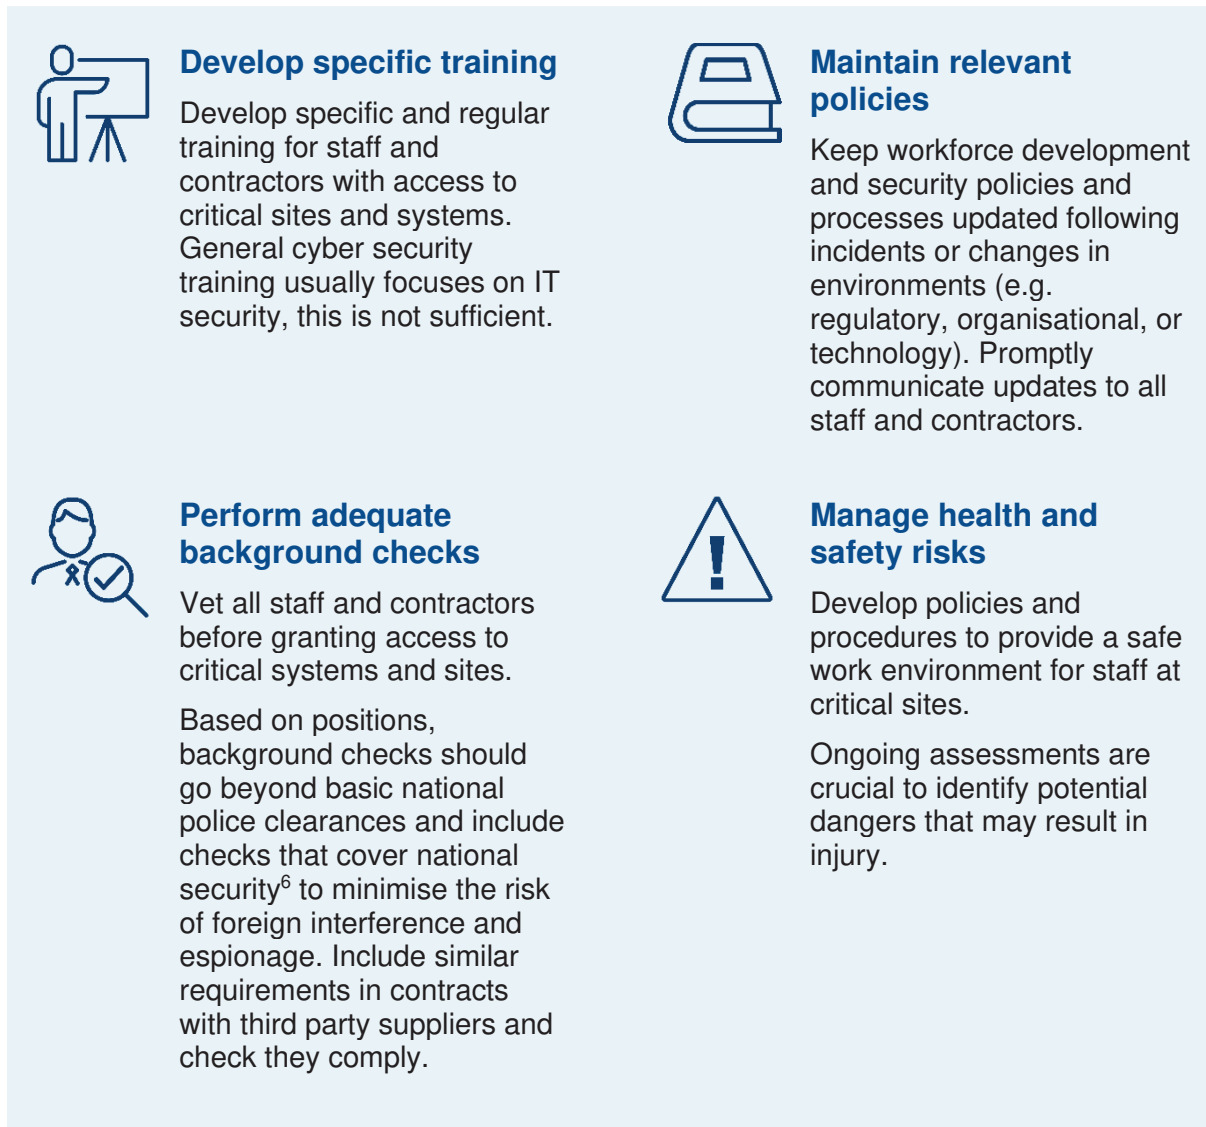 Develop specific training
Develop specific and regular
training for staff and
contractors with access to
critical sites and systems.
General cyber security
training usually focuses on IT
security, this is not sufficient.
Maintain relevant
policies
Keep workforce development
and security policies and
processes updated following
incidents or changes in
environments (e.g.
regulatory, organisational, or
technology). Promptly
communicate updates to all
staff and contractors.
Perform adequate
background checks
Vet all staff and contractors
before granting access to
critical systems and sites.
Based on positions,
background checks should
go beyond basic national
police clearances and include
checks that cover national
security⁶ to minimise the risk
of foreign interference and
espionage. Include similar
requirements in contracts
with third party suppliers and
check they comply.
Manage health and
safety risks
Develop policies and
procedures to provide a safe
work environment for staff at
critical sites.
Ongoing assessments are
crucial to identify potential
dangers that may result in
injury.